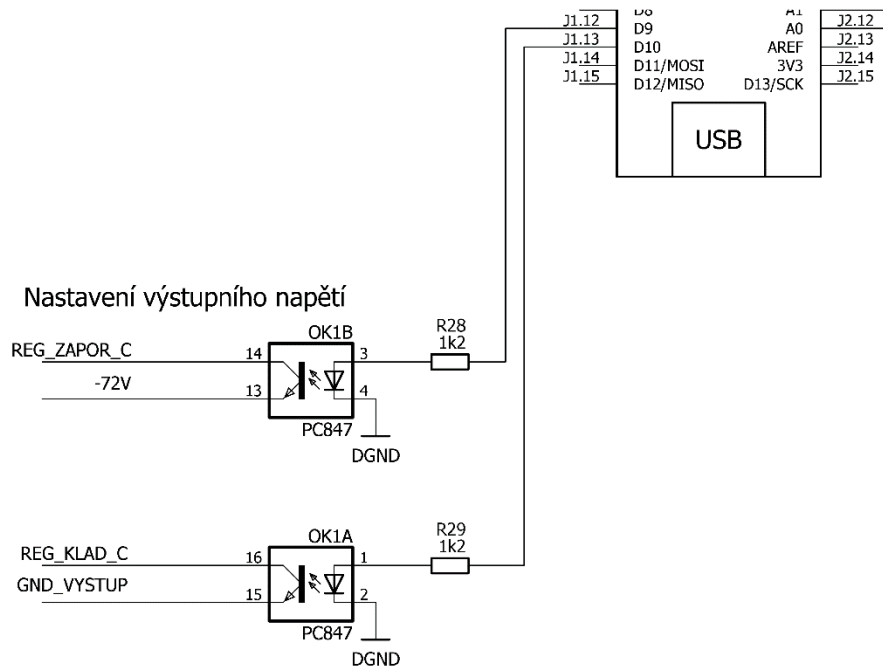 D8
A1
J1.12
D9
A0
J2.12
J1.13
D10
AREF
J2.13
J1.14
D11/MOSI
3V3
J2.14
J1.15
D12/MISO
D13/SCK
J2.15
USB
Nastavení výstupního napětí
OK1B
R28
REG_ZAPOR_C
14
3
1k2
-72V
13
4
PC847
DGND
OK1A
R29
REG_KLAD_C
16
1
1k2
GND_VYSTUP
15
2
PC847
DGND